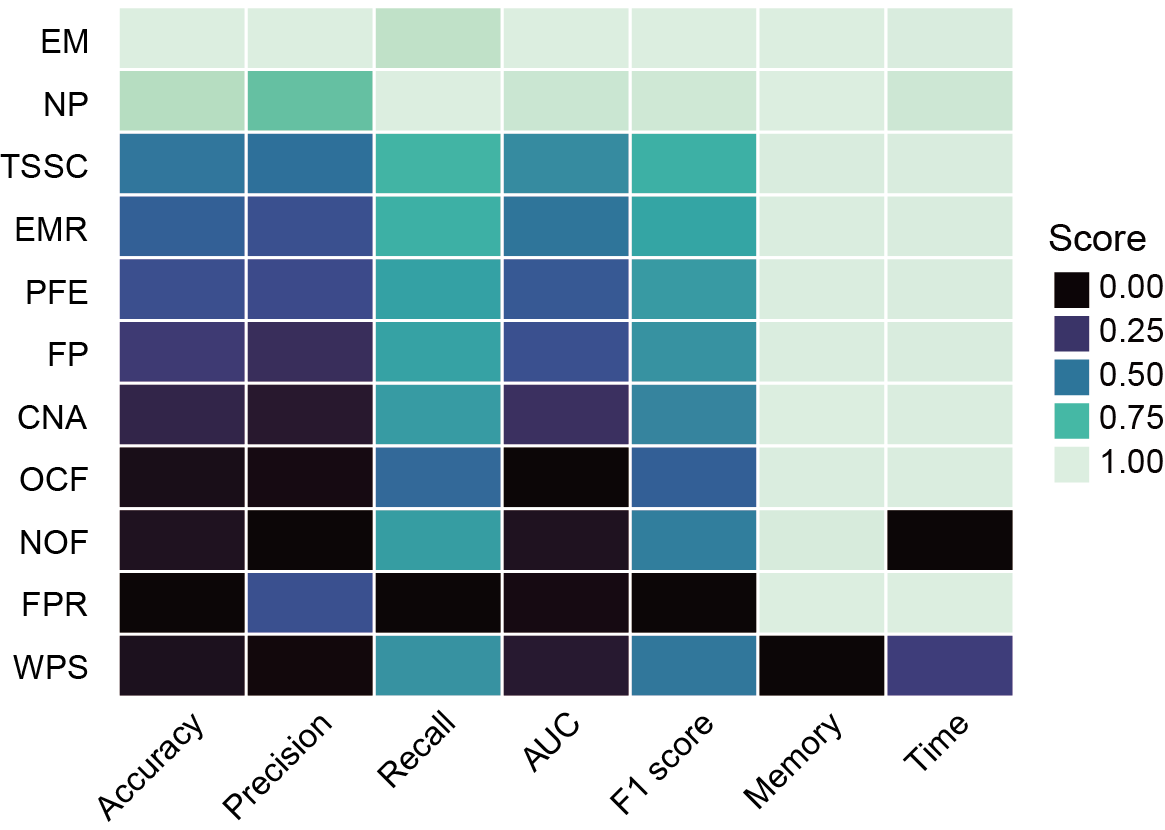 EM
NP
TSSC
EMR
PFE
FP
CNA
OCF
NOF
FPR
WPS
Accuracy
Precision
Recall
AUC
F1 score
Memory
Time
Score
0.00
0.25
0.50
0.75
1.00